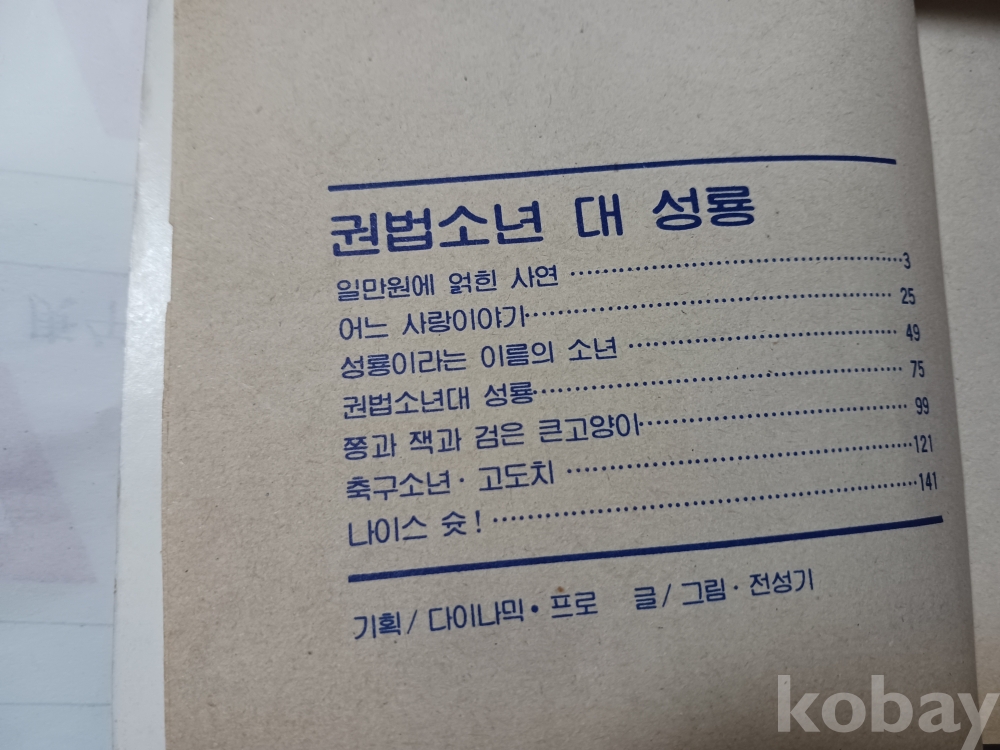 권법소년 대 성룡
일만원에 얽힌 사연 ・・・・・・・・・・・・・・・・・・・・・・・・・・・・・・ 3
어느 사랑이야기 ・・・・・・・・・・・・・・・・・・・・・・・・・・・・・・ 25
성룡이라는 이름의 소년 ・・・・・・・・・・・・・・・・・・・・・・・・ 49
권법소년대 성룡 ・・・・・・・・・・・・・・・・・・・・・・・・・・・・・・ 75
쫑과 잭과 검은 큰고양이 ・・・・・・・・・・・・・・・・・・・・・・・・ 99
축구소년・고도치 ・・・・・・・・・・・・・・・・・・・・・・・・・・・・・・ 121
나이스 슛! ・・・・・・・・・・・・・・・・・・・・・・・・・・・・・・・・・・・・ 141
기획/다이나믹・프로 글/그림・전성기
kobay